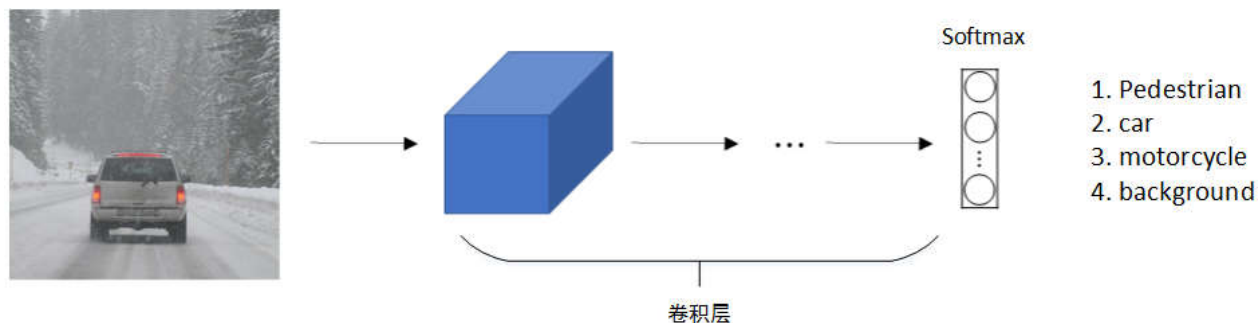 Softmax
1. Pedestrian
2. car
3. motorcycle
4. background
卷积层